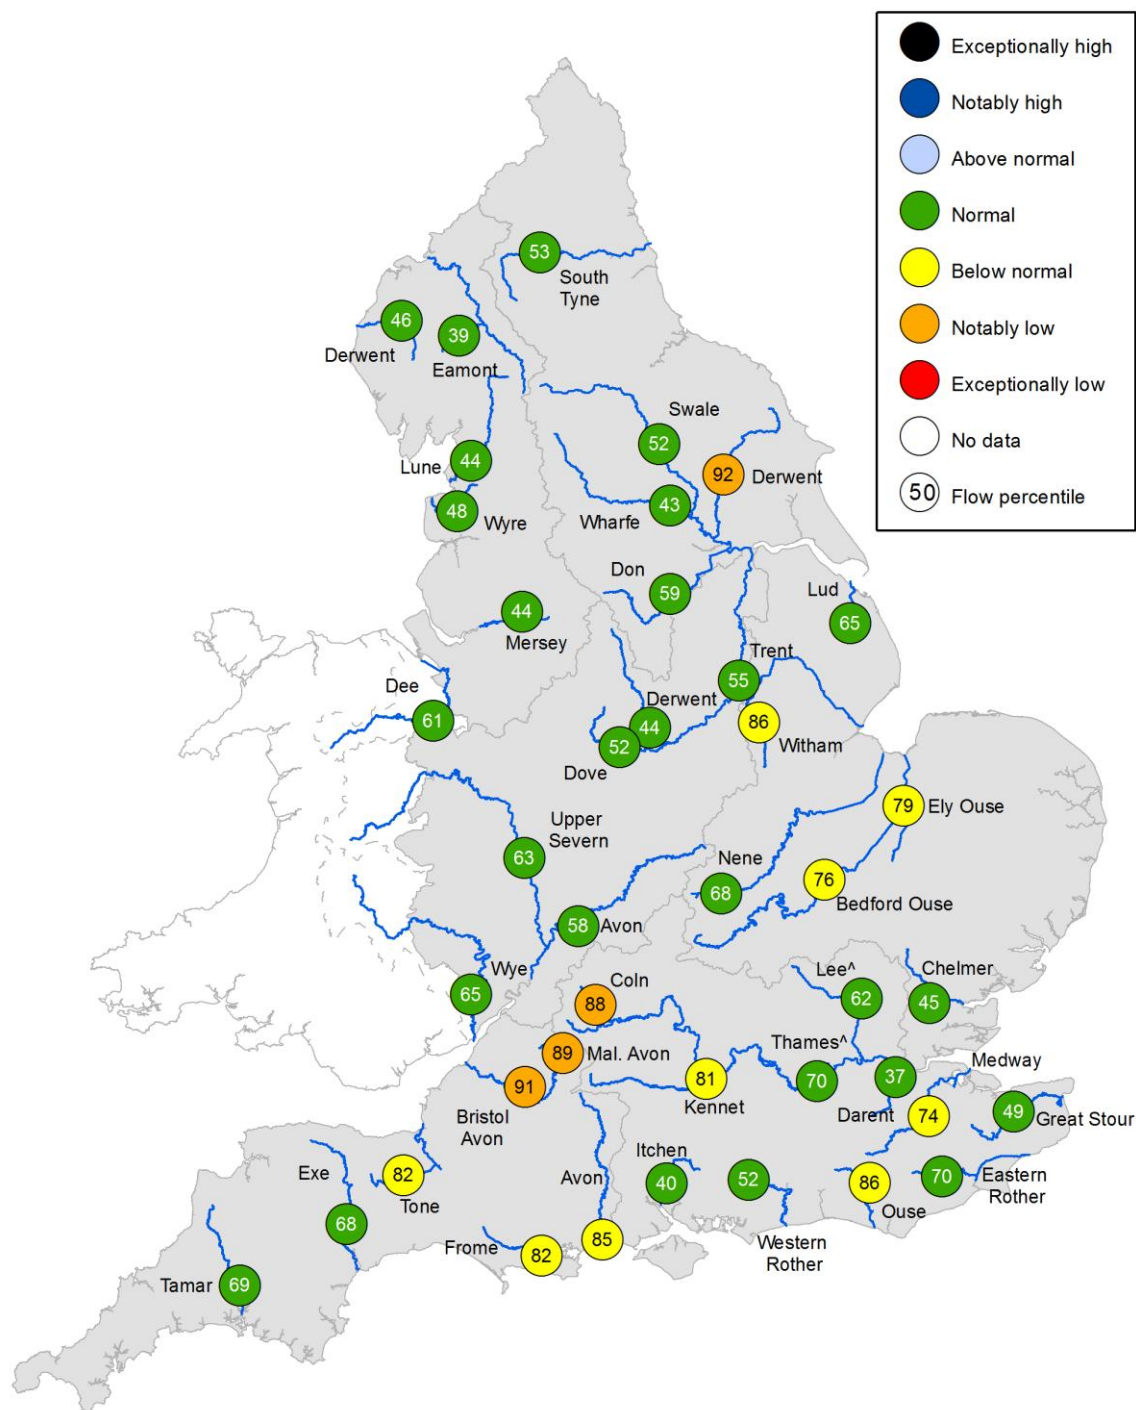 Exceptionally high
Notably high
Above normal
Normal
Below normal
Notably low
Exceptionally low
No data
50 Flow percentile
53
South
Tyne
46
Derwent
39
Eamont
Swale
52
92
Derwent
Lune
44
48
Wyre
43
Wharfe
Don
59
Lud
65
44
Mersey
Trent
55
Dee
61
Derwent
44
86
Witham
52
Dove
79
Ely Ouse
Upper
Severn
63
Nene
68
76
Bedford Ouse
58
Avon
Wye
65
Coln
88
Lee^
62
Chelmer
45
89
Mal. Avon
91
Bristol
Avon
Thames^
70
81
Kennet
37
Darent
Medway
74
49
Great Stour
Exe
68
82
Tone
Avon
85
Itchen
40
52
Western
Rother
86
Ouse
70
Eastern
Rother
Frome
82
Tamar
69